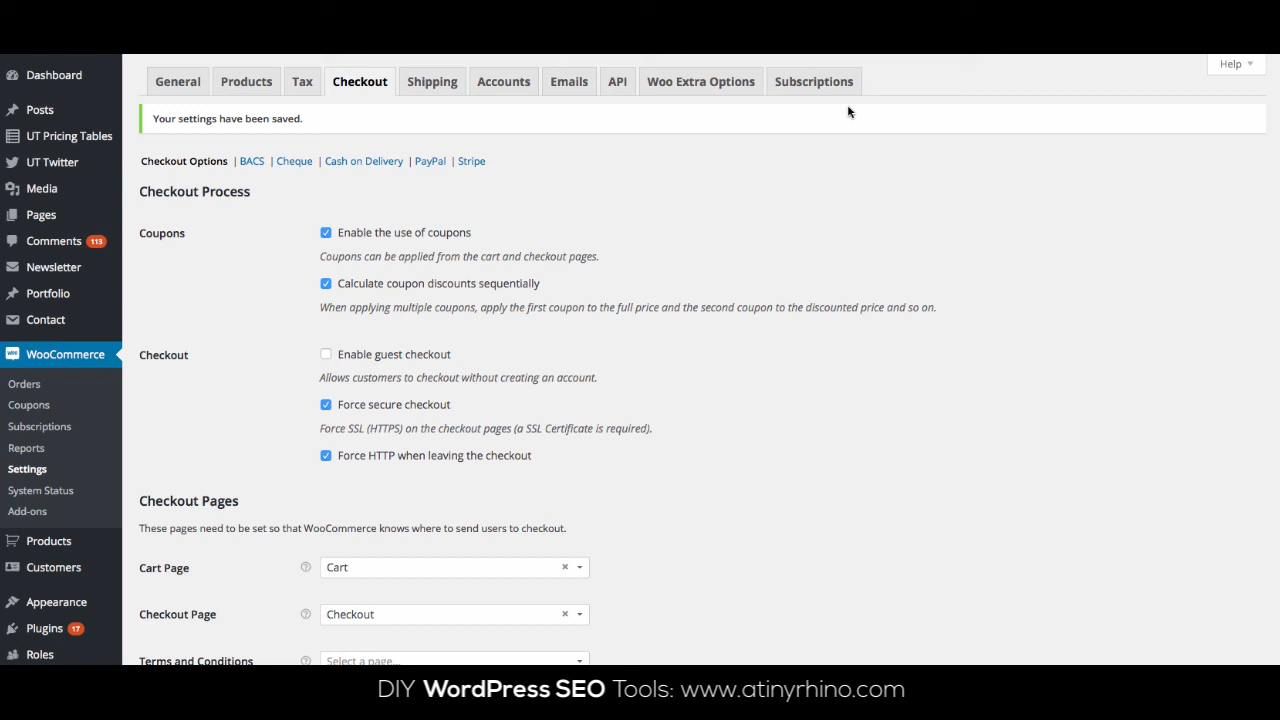 Dashboard
Posts
UT Pricing Tables
UT Twitter
Media
Pages
Comments 113
Newsletter
Portfolio
Contact
WooCommerce
Orders
Coupons
Subscriptions
Reports
Settings
System Status
Add-ons
Products
Customers
Appearance
Plugins 17
Roles
Help
General Products Tax Checkout Shipping Accounts Emails API Woo Extra Options Subscriptions
Your settings have been saved.
Checkout Options | BACS | Cheque | Cash on Delivery | PayPal | Stripe
Checkout Process
Coupons Enable the use of coupons
Coupons can be applied from the cart and checkout pages.
Calculate coupon discounts sequentially
When applying multiple coupons, apply the first coupon to the full price and the second coupon to the discounted price and so on.
Checkout Enable guest checkout
Allows customers to checkout without creating an account.
Force secure checkout
Force SSL (HTTPS) on the checkout pages (a SSL Certificate is required).
Force HTTP when leaving the checkout
Checkout Pages
These pages need to be set so that WooCommerce knows where to send users to checkout.
Cart Page ? Cart ×
Checkout Page ? Checkout ×
Terms and Conditions ? Select a page...
DIY WordPress SEO Tools: www.atinyrhino.com